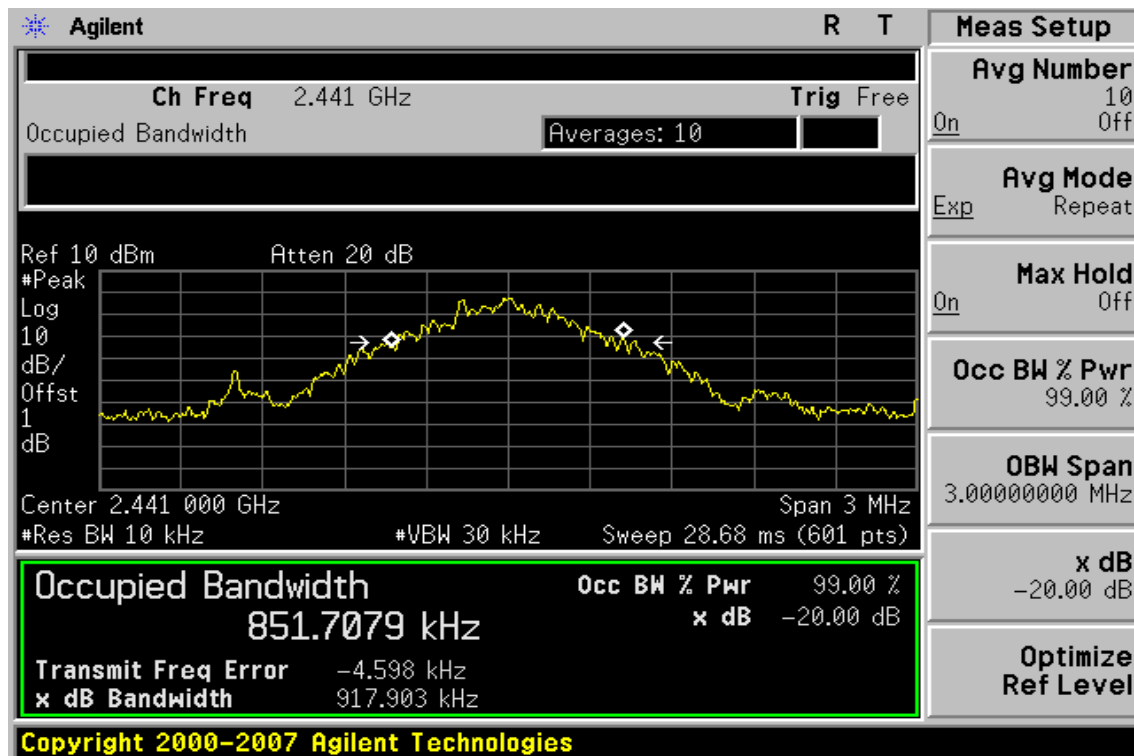 Agilent R T
Ch Freq 2.441 GHz Trig Free
Occupied Bandwidth Averages: 10
Ref 10 dBm Atten 20 dB
#Peak
Log
10
dB/
Offst
1
dB
Center 2.441 000 GHz Span 3 MHz
#Res BW 10 kHz #VBW 30 kHz Sweep 28.68 ms (601 pts)
Occupied Bandwidth Occ BW % Pwr 99.00 %
851.7079 kHz x dB -20.00 dB
Transmit Freq Error -4.598 kHz
x dB Bandwidth 917.903 kHz
Copyright 2000-2007 Agilent Technologies
Meas Setup
Avg Number
10
On Off
Avg Mode
Exp Repeat
Max Hold
On Off
Occ BW % Pwr
99.00 %
OBW Span
3.00000000 MHz
x dB
-20.00 dB
Optimize
Ref Level